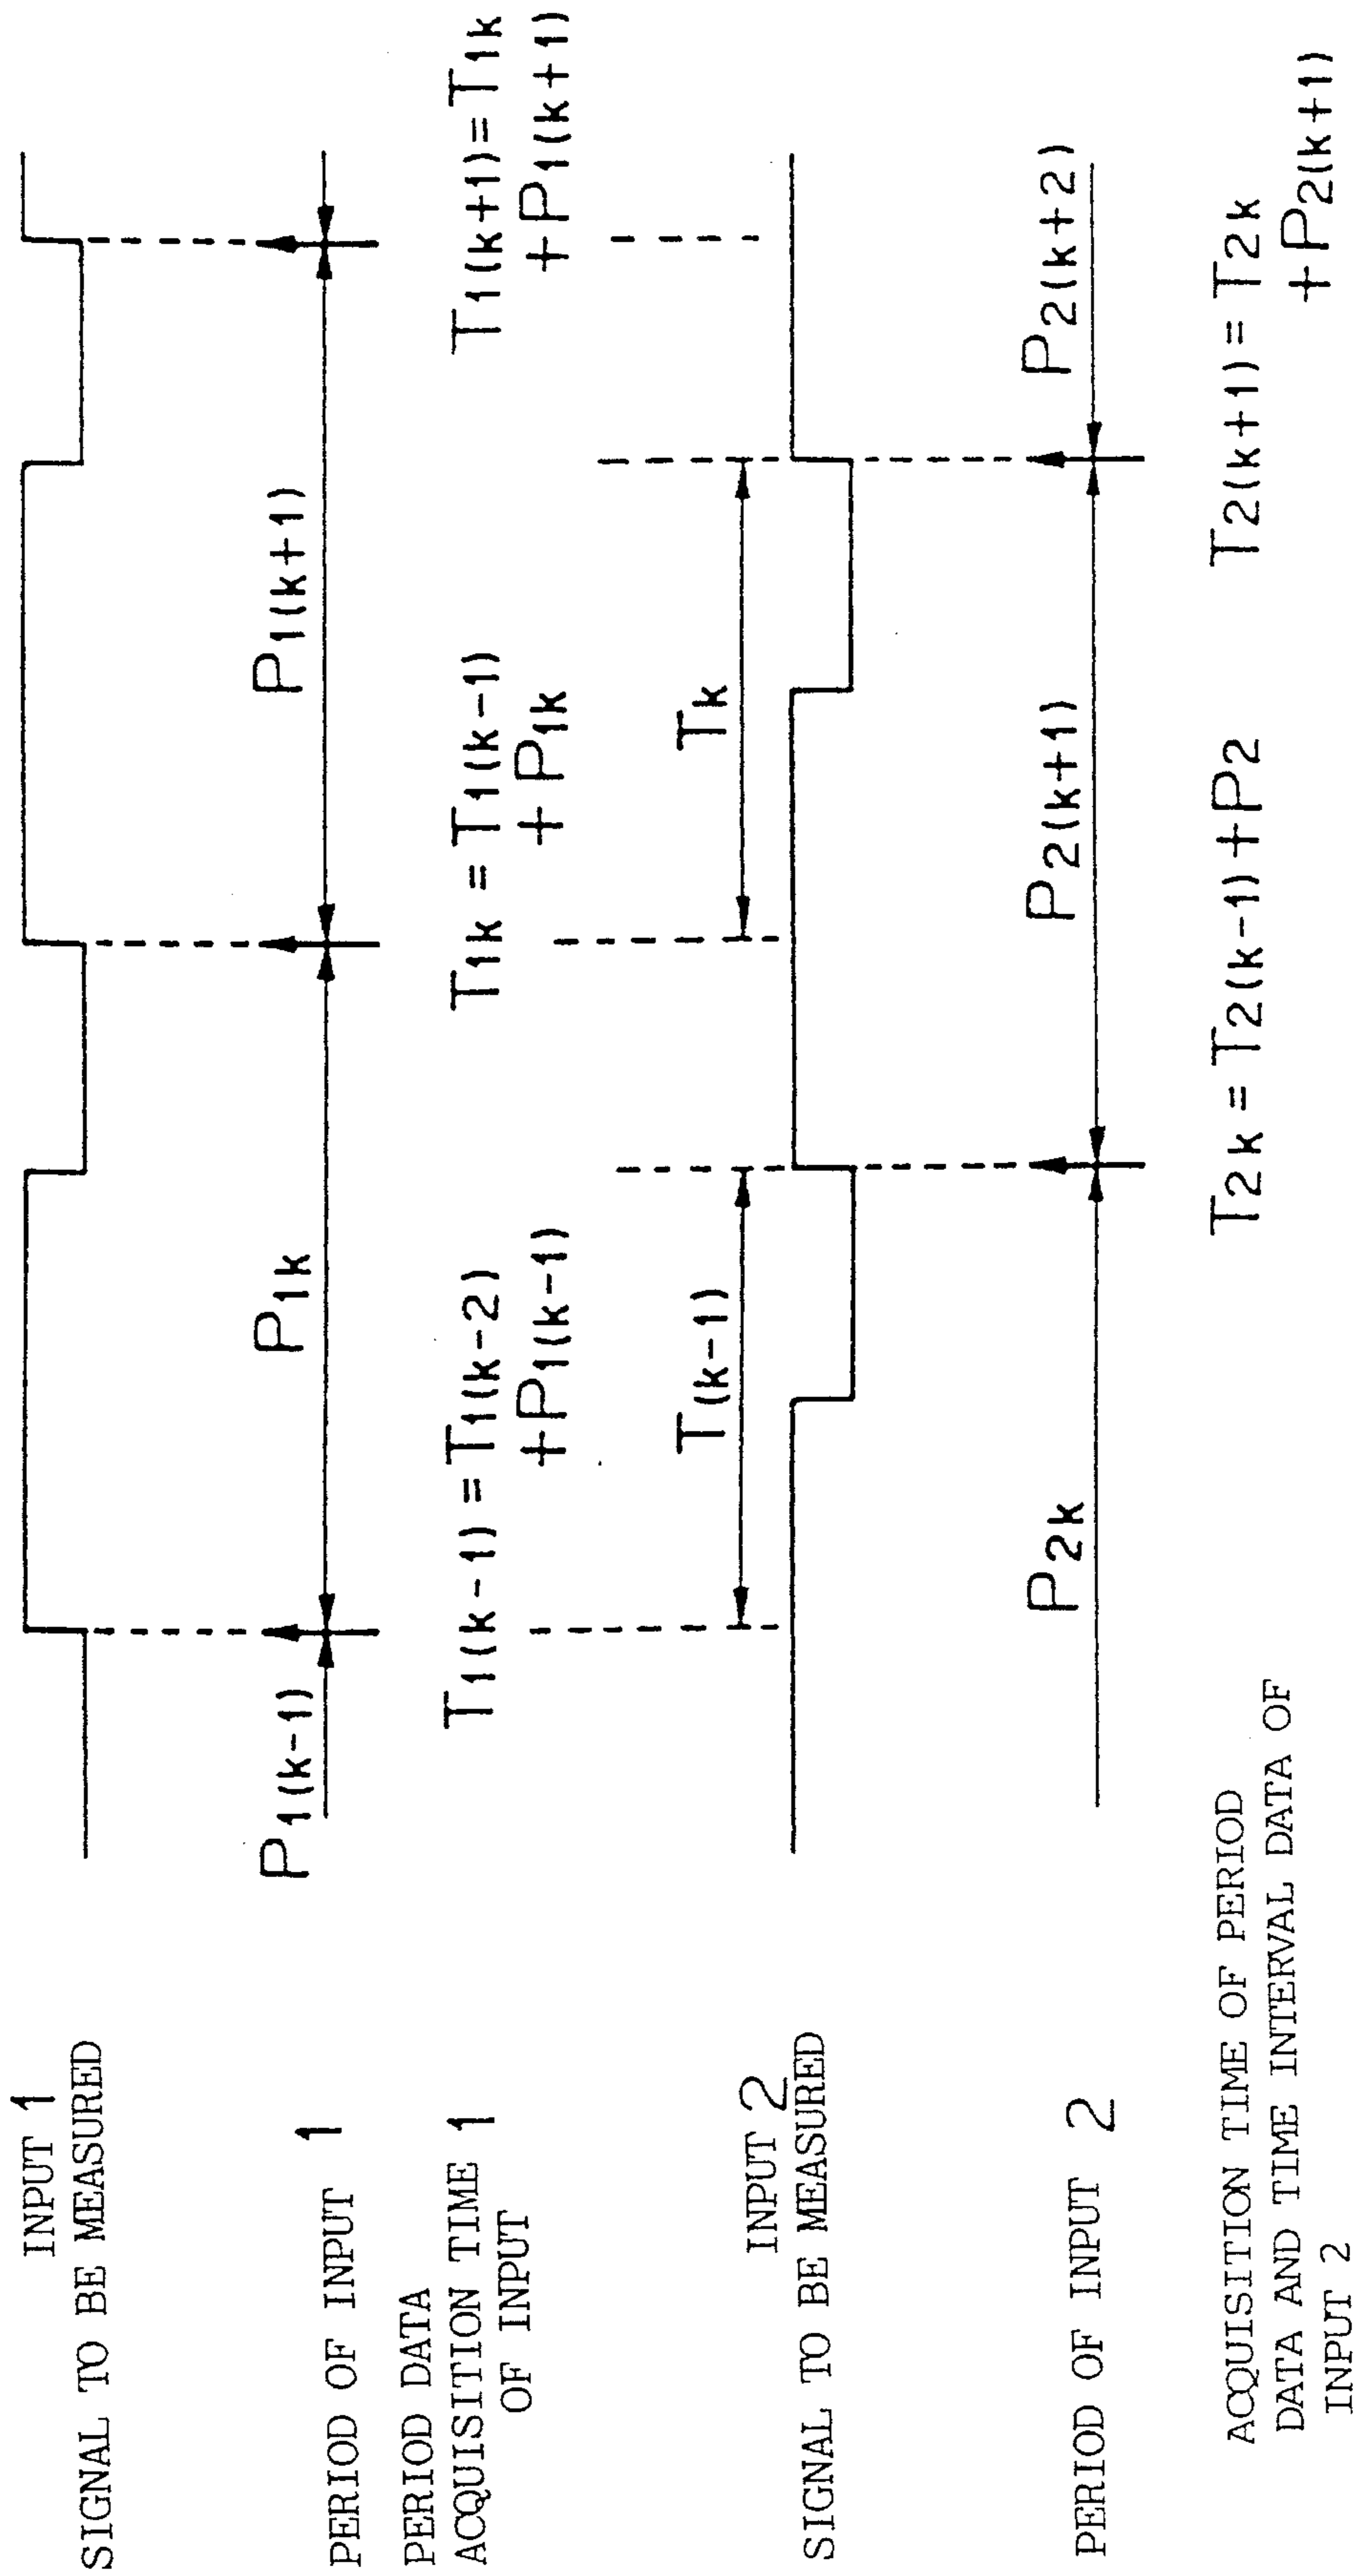 INPUT 1
SIGNAL TO BE MEASURED
PERIOD OF INPUT 1
P1(k-1)
P1k
P1(k+1)
PERIOD DATA
ACQUISITION TIME 1
OF INPUT
T1(k-1) = T1(k-2)
+P1(k-1)
T1k = T1(k-1)
+P1k
T1(k+1) = T1k
+P1(k+1)
INPUT 2
SIGNAL TO BE MEASURED
T(k-1)
Tk
PERIOD OF INPUT 2
P2k
P2(k+1)
P2(k+2)
ACQUISITION TIME OF PERIOD
DATA AND TIME INTERVAL DATA OF
INPUT 2
T2k = T2(k-1)+P2
T2(k+1) = T2k
+P2(k+1)